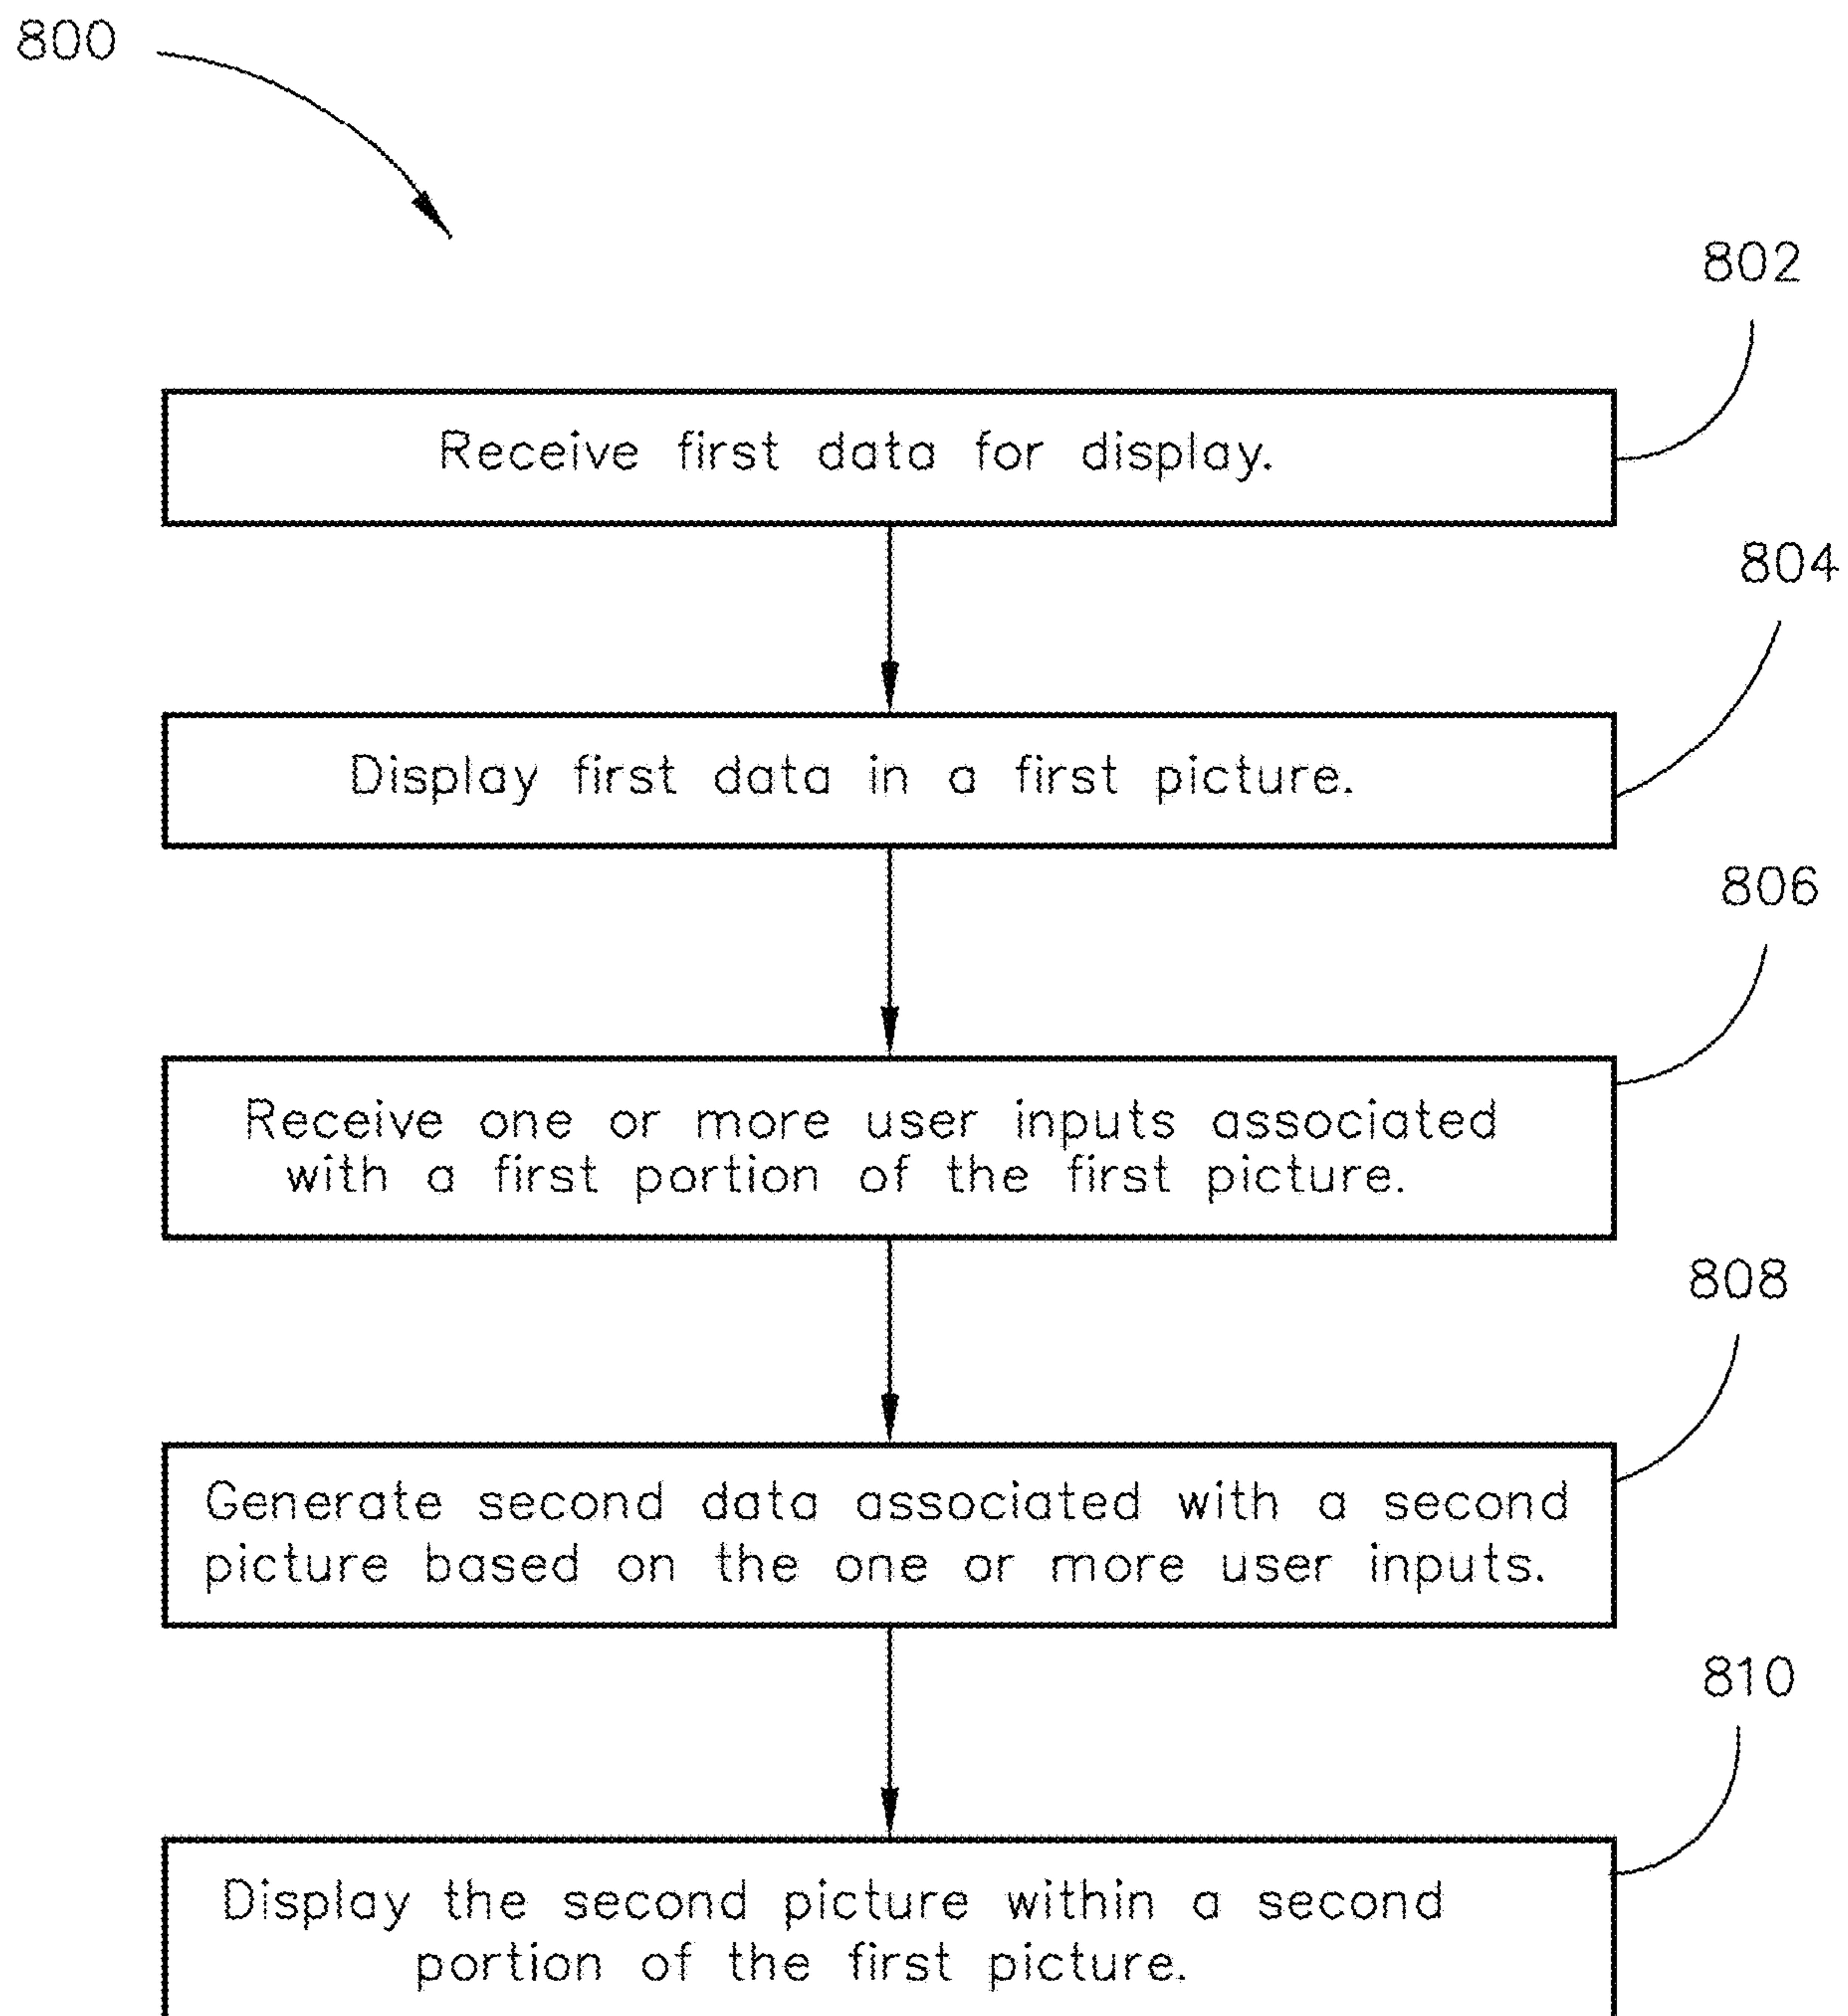 800
802
Receive first data for display.
804
Display first data in a first picture.
806
Receive one or more user inputs associated
with a first portion of the first picture.
808
Generate second data associated with a second
picture based on the one or more user inputs.
810
Display the second picture within a second
portion of the first picture.